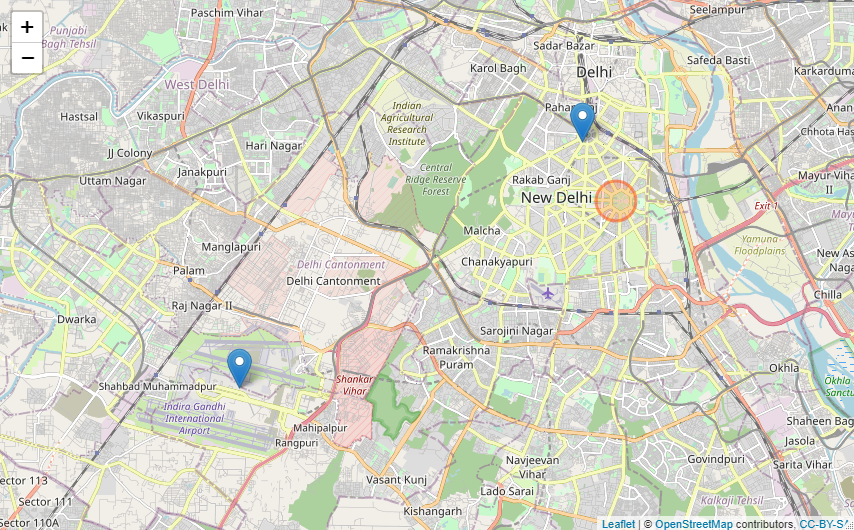 +
−
Paschim Vihar
Seelampur
Punjabi
Bagh Tehsil
Sadar Bazar
Safeda Basti
Karol Bagh
Delhi
Karkarduma
West Delhi
Indian
Agricultural
Research
Institute
Hastsal
Vikaspuri
Chhota Has
JJ Colony
Hari Nagar
Janakpuri
Uttam Nagar
Central
Ridge Reserve
Forest
Rakab Ganj
Mayur Viha
II
New Delhi
Exit 1
Malcha
Manglapuri
Yamuna
Floodplains
Delhi Cantonment
Delhi Cantonment
Chanakyapuri
New As
Naga
Palam
Chilla
Raj Nagar II
Dwarka
Sarojini Nagar
Ramakrishna
Puram
Okhla
Shahbad Muhammadpur
Shankar
Vihar
Okhla
Sanctu
Indira Gandhi
International
Airport
Mahipalpur
Rangpuri
Shaheen Bag
Jasola
Sarita Vihar
Govindpuri
Navjeevan
Vihar
Vasant Kunj
Lado Sarai
Kalkaji Tehsil
Sector 113
Sector 111
Sector 110A
Kishangarh
Leaflet | © OpenStreetMap contributors, CC-BY-S